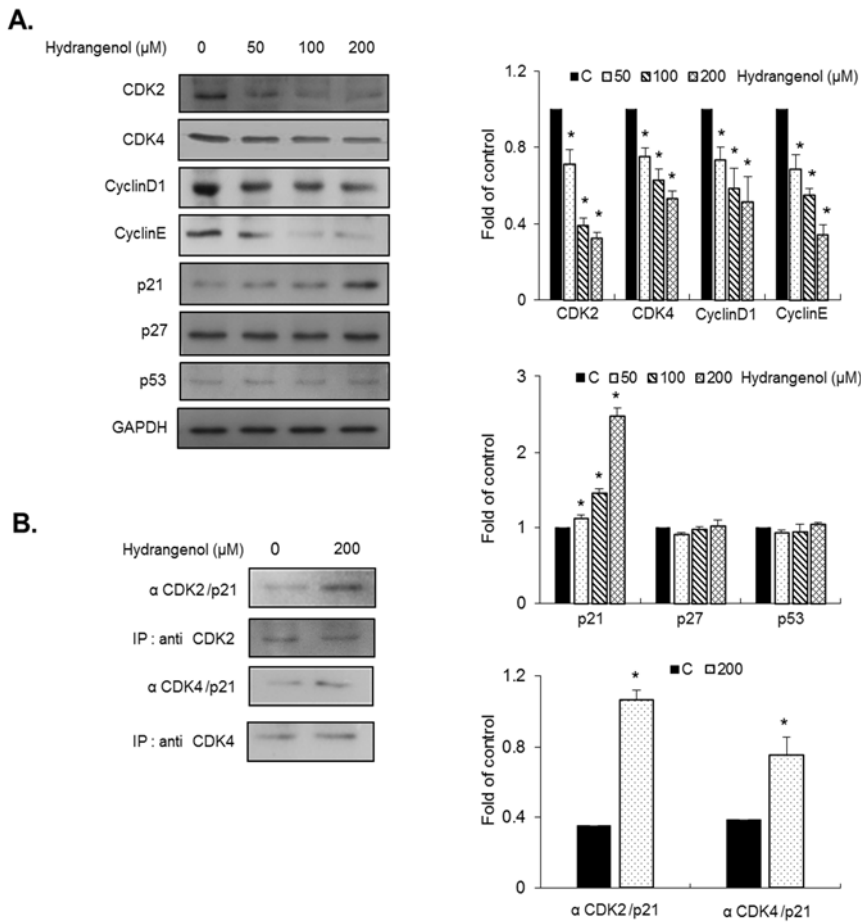 A.
Hydrangenol (µM) 0 50 100 200
CDK2
CDK4
CyclinD1
CyclinE
p21
p27
p53
GAPDH
C 50 100 200 Hydrangenol (µM)
Fold of control
1.2
0.8
0.4
0
* * * * * * * * * * * *
CDK2 CDK4 CyclinD1 CyclinE
C 50 100 200 Hydrangenol (µM)
Fold of control
3
2
1
0
* * *
p21 p27 p53
B.
Hydrangenol (µM) 0 200
α CDK2/p21
IP : anti CDK2
α CDK4/p21
IP : anti CDK4
C 200
Fold of control
1.2
0.8
0.4
0
* *
α CDK2/p21 α CDK4/p21